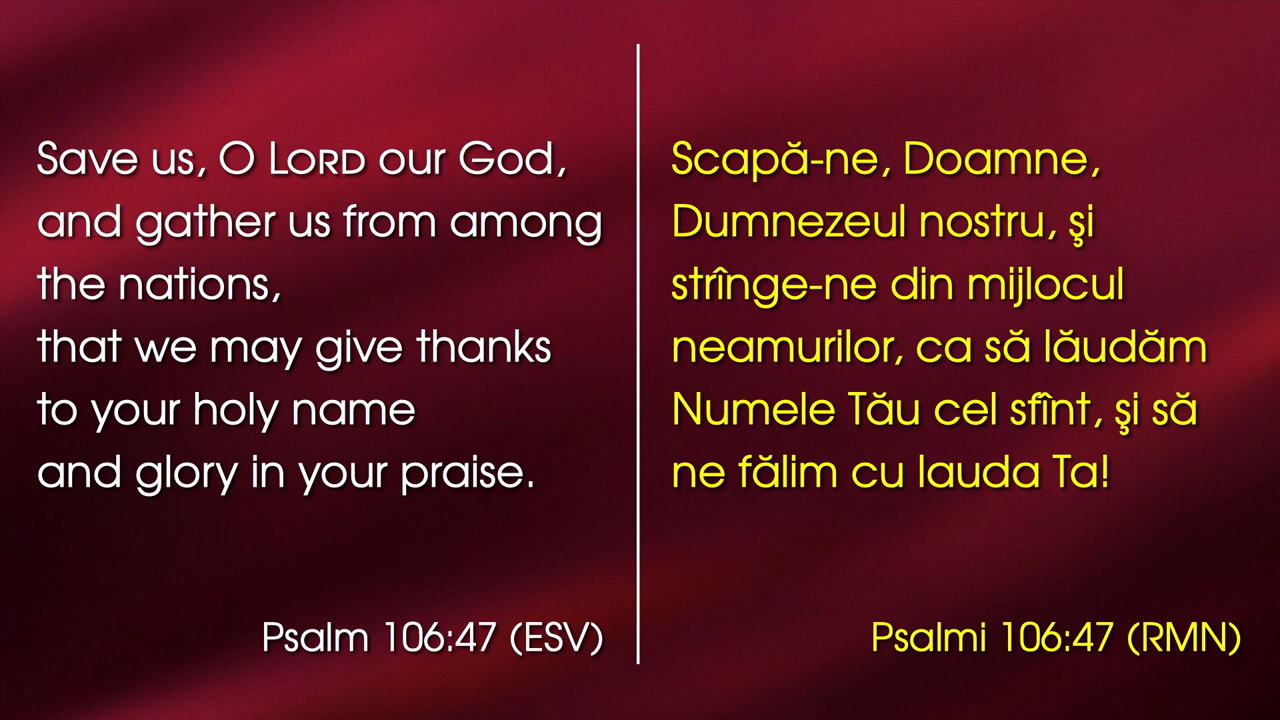 Save us, O LORD our God,
and gather us from among
the nations,
that we may give thanks
to your holy name
and glory in your praise.
Psalm 106:47 (ESV)
Scapă-ne, Doamne,
Dumnezeul nostru, şi
strînge-ne din mijlocul
neamurilor, ca să lăudăm
Numele Tău cel sfînt, şi să
ne fălim cu lauda Ta!
Psalmi 106:47 (RMN)